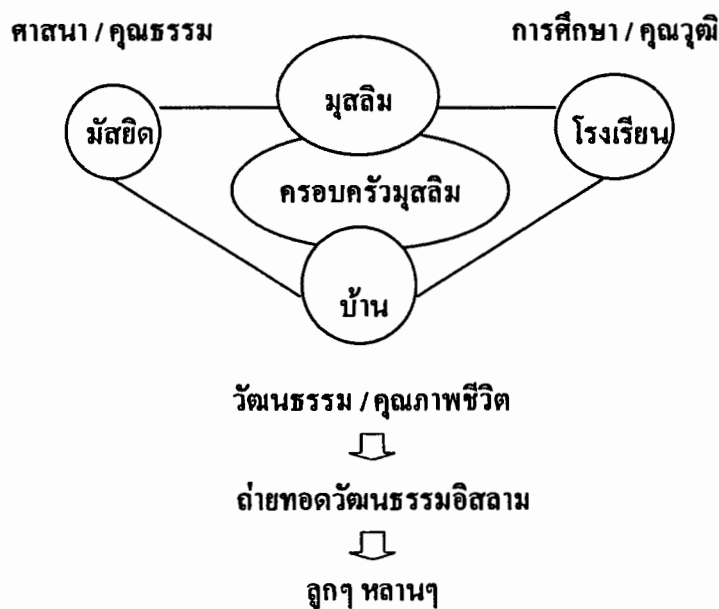 ศาสนา / คุณธรรม
การศึกษา / คุณวุฒิ
มุสลิม
มัสยิด
โรงเรียน
ครอบครัวมุสลิม
บ้าน
วัฒนธรรม / คุณภาพชีวิต
ถ่ายทอดวัฒนธรรมอิสลาม
ลูกๆ หลานๆ